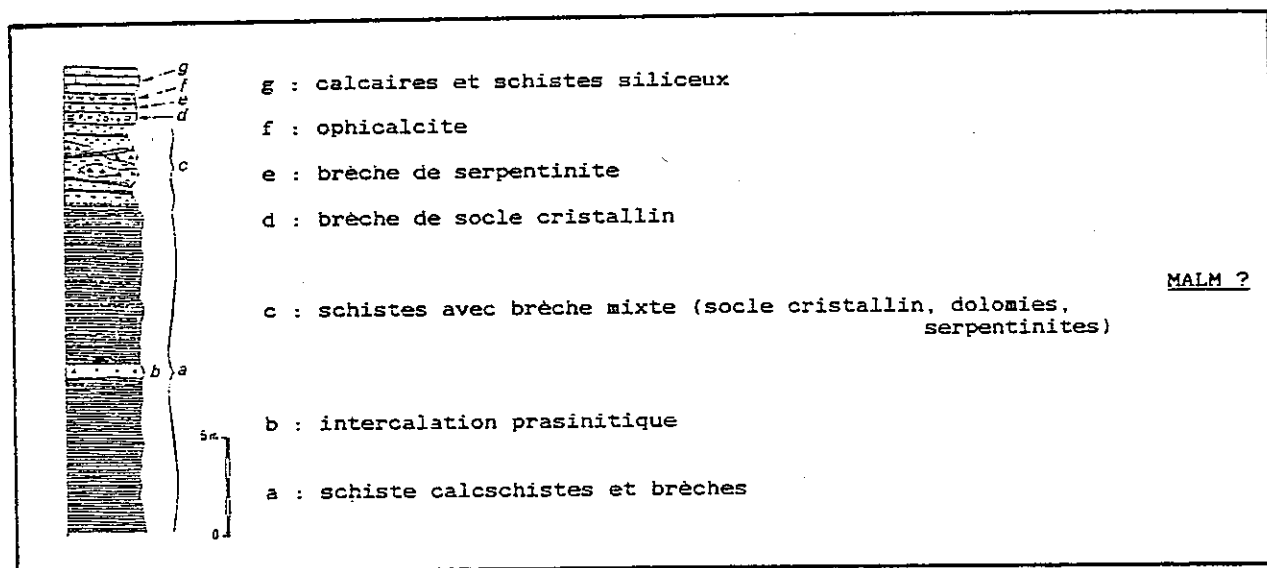 g
f
e
d
c
b
a
5m
0
g : calcaires et schistes siliceux
f : ophicalcite
e : brèche de serpentinite
d : brèche de socle cristallin
MALM ?
c : schistes avec brèche mixte (socle cristallin, dolomies,
serpentinites)
b : intercalation prasinitique
a : schiste calcschistes et brèches